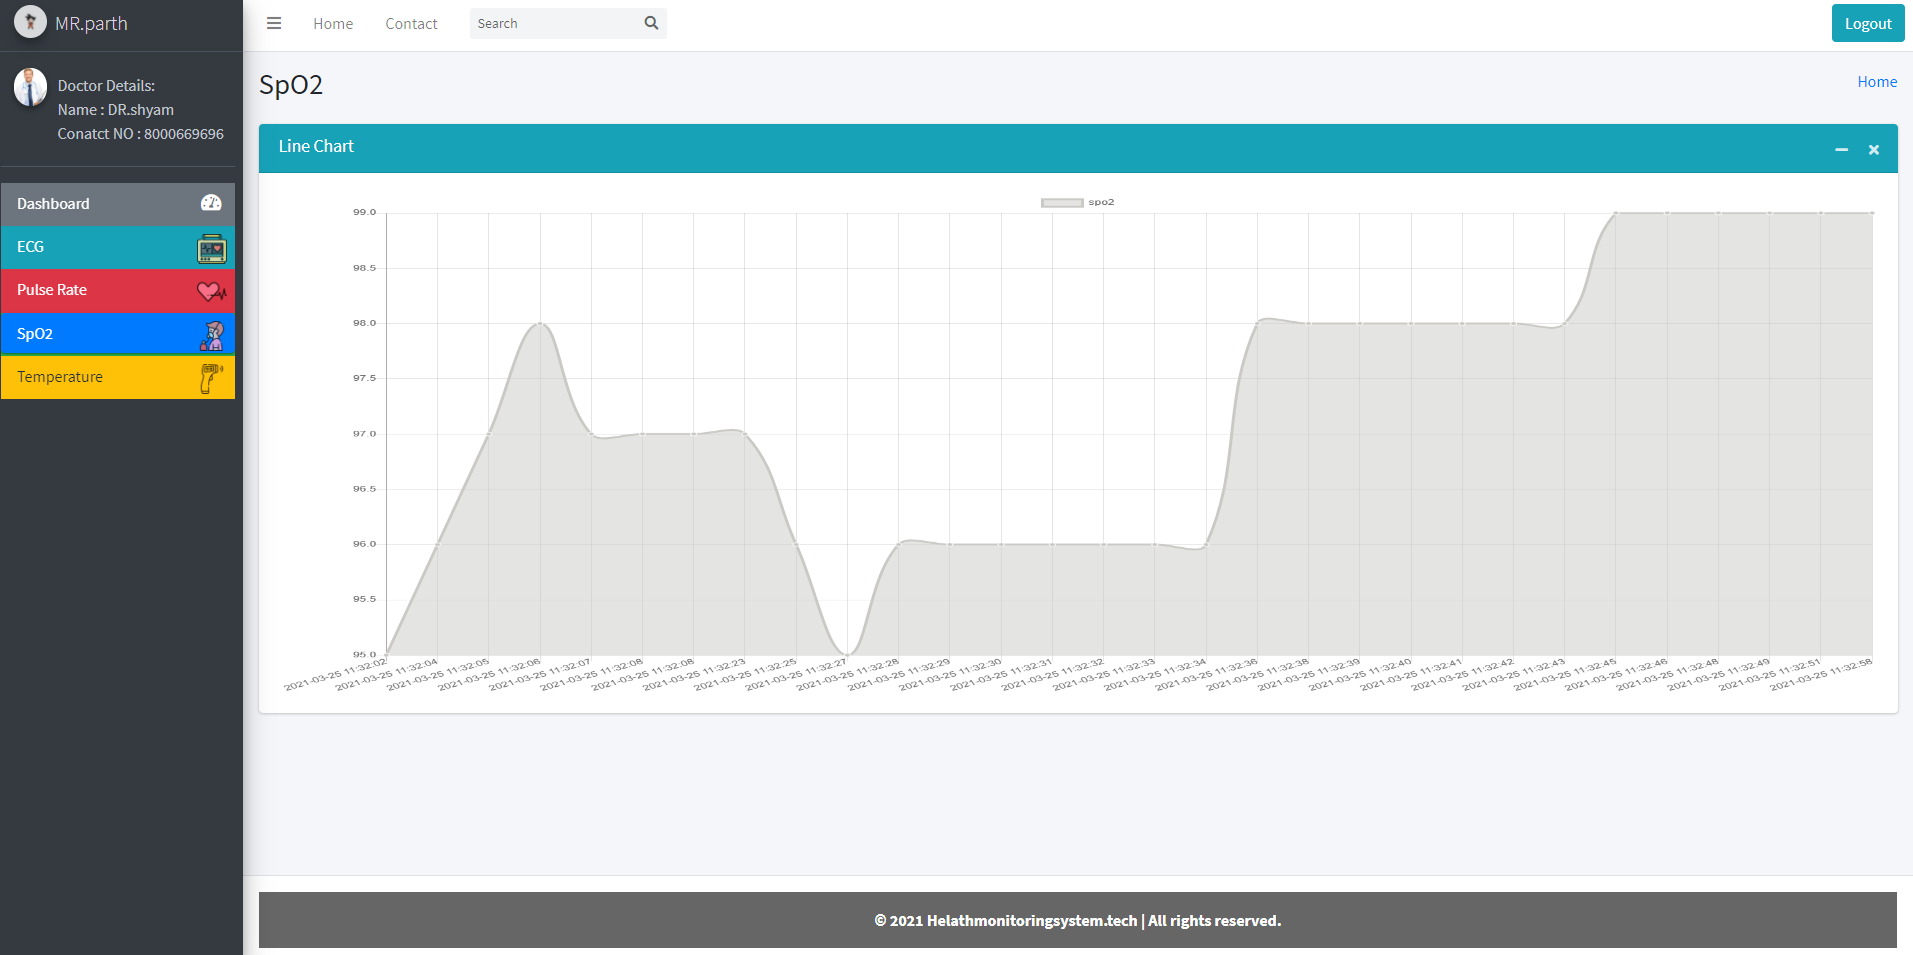 MR.parth
Home
Contact
Search
Logout
Doctor Details:
Name : DR.shyam
Conatct NO : 8000669696
Dashboard
ECG
Pulse Rate
SpO2
Temperature
SpO2
Home
Line Chart
spo2
99.0
98.5
98.0
97.5
97.0
96.5
96.0
95.5
95.0
2021-03-25 11:32:02
2021-03-25 11:32:04
2021-03-25 11:32:05
2021-03-25 11:32:06
2021-03-25 11:32:07
2021-03-25 11:32:08
2021-03-25 11:32:08
2021-03-25 11:32:23
2021-03-25 11:32:25
2021-03-25 11:32:27
2021-03-25 11:32:28
2021-03-25 11:32:29
2021-03-25 11:32:30
2021-03-25 11:32:31
2021-03-25 11:32:32
2021-03-25 11:32:33
2021-03-25 11:32:34
2021-03-25 11:32:36
2021-03-25 11:32:38
2021-03-25 11:32:39
2021-03-25 11:32:40
2021-03-25 11:32:41
2021-03-25 11:32:42
2021-03-25 11:32:43
2021-03-25 11:32:45
2021-03-25 11:32:46
2021-03-25 11:32:48
2021-03-25 11:32:49
2021-03-25 11:32:51
2021-03-25 11:32:58
© 2021 Helathmonitoringsystem.tech | All rights reserved.